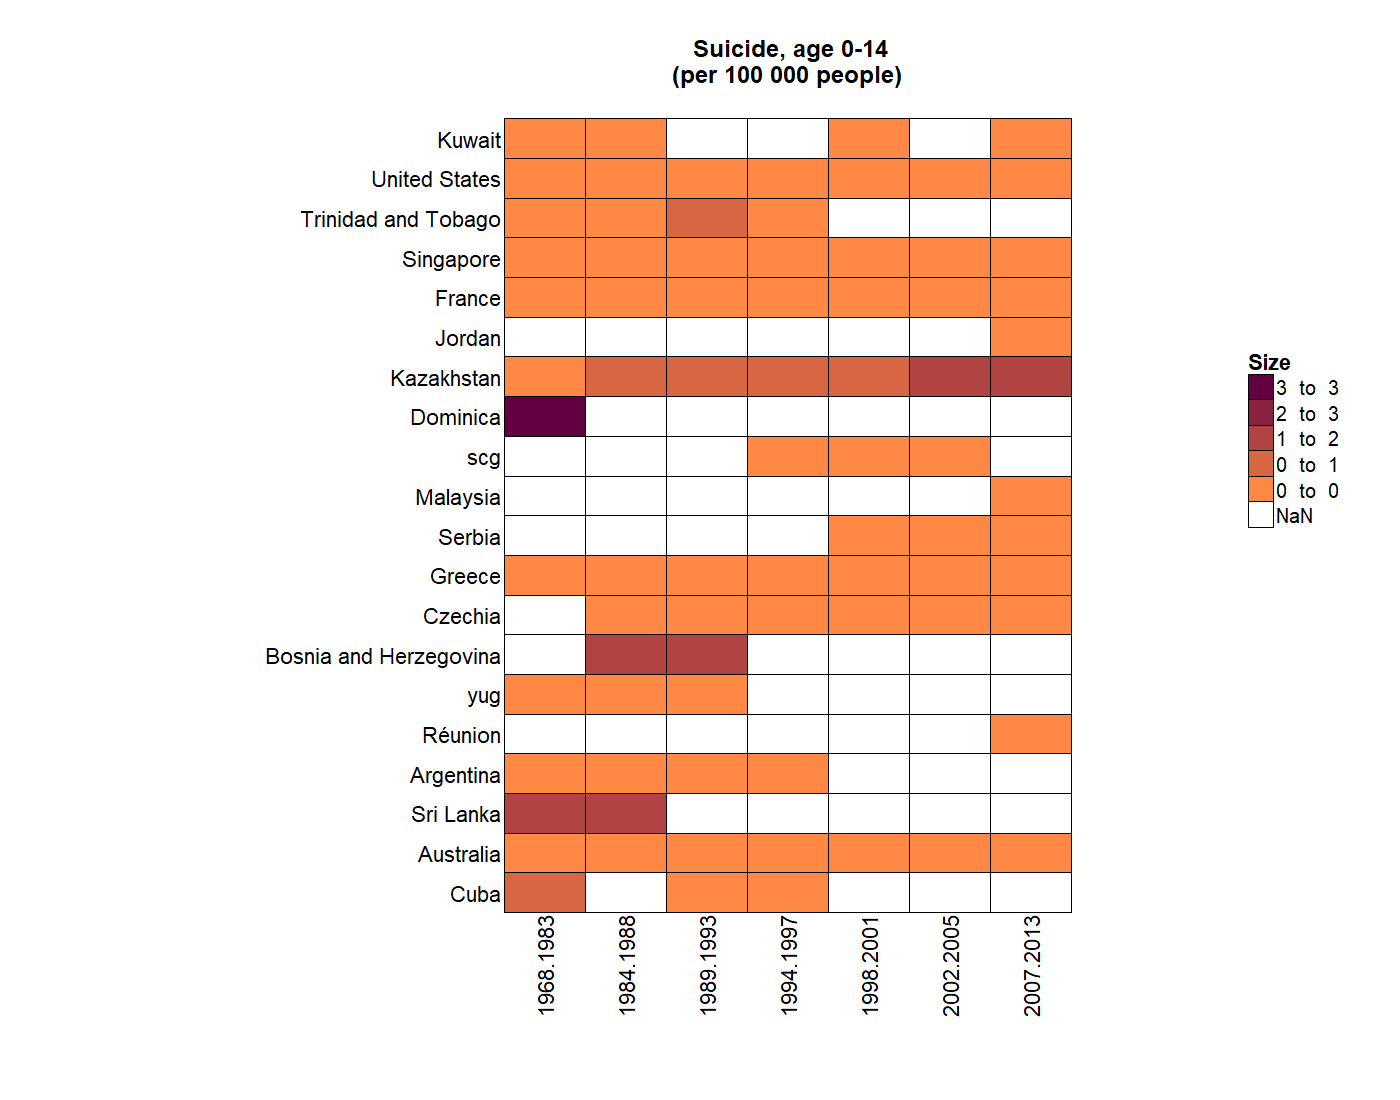 Suicide, age 0-14
(per 100 000 people)
Kuwait
United States
Trinidad and Tobago
Singapore
France
Jordan
Kazakhstan
Dominica
scg
Malaysia
Serbia
Greece
Czechia
Bosnia and Herzegovina
yug
Réunion
Argentina
Sri Lanka
Australia
Cuba
1968.1983
1984.1988
1989.1993
1994.1997
1998.2001
2002.2005
2007.2013
Size
3 to 3
2 to 3
1 to 2
0 to 1
0 to 0
NaN